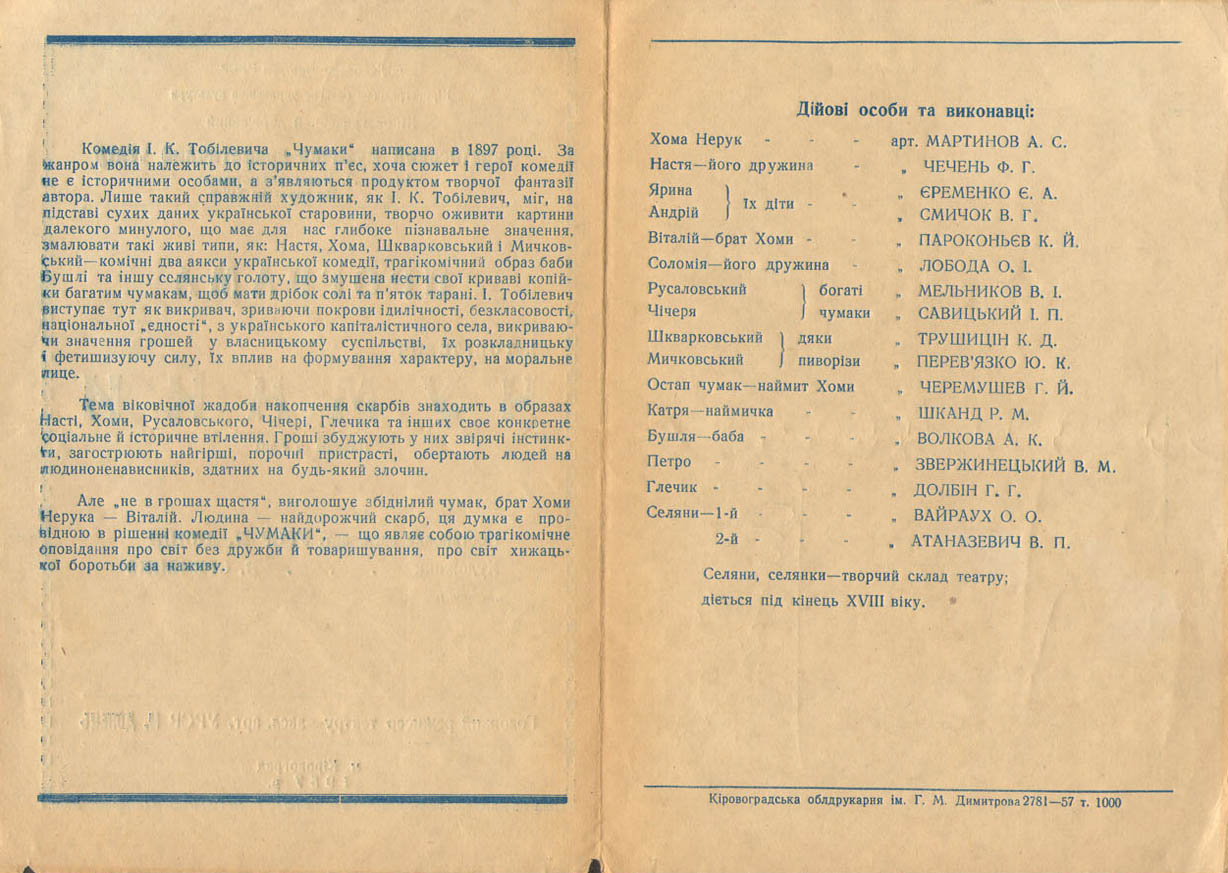 Комедія І. К. Тобілевича „Чумаки“ написана в 1897 році. За
жанром вона належить до історичних п’єс, хоча сюжет і герої комедії
не є історичними особами, а з’являються продуктом творчої фантазії
автора. Лише такий справжній художник, як І. К. Тобілевич, міг, на
підставі сухих даних української старовини, творчо оживити картини
далекого минулого, що має для нас глибоке пізнавальне значення,
змалювати такі живі типи, як: Настя, Хома, Шкварковський і Мичков-
ський—комічні два аякси української комедії, трагікомічний образ баби
Бушлі та іншу селянську голоту, що змушена нести свої криваві копій-
ки багатим чумакам, щоб мати дрібок солі та п’яток тарані. І. Тобілевич
виступає тут як викривач, зриваючи покрови ідилічності, безкласовості,
національної „єдності“, з українського капіталістичного села, викриваю-
чи значення грошей у власницькому суспільстві, їх розкладницьку
і фетишизуючу силу, їх вплив на формування характеру, на моральне
лице.
Тема віковічної жадоби накопчення скарбів знаходить в образах
Насті, Хоми, Русаловського, Чічері, Глечика та інших своє конкретне
соціальне й історичне втілення. Гроші збуджують у них звірячі інстинк-
ти, загострюють найгірші, порочні пристрасті, обертають людей на
людиноненависників, здатних на будь-який злочин.
Але „не в грошах щастя“, виголошує збіднілий чумак, брат Хоми
Нерука — Віталій. Людина — найдорожчий скарб, ця думка є про-
відною в рішенні комедії „ЧУМАКИ“, — що являє собою трагікомічне
оповідання про світ без дружби й товаришування, про світ хижаць-
кої боротьби за наживу.
Дійові особи та виконавці:
Хома Нерук - - - арт. МАРТИНОВ А. С.
Настя—його дружина - „ ЧЕЧЕНЬ Ф. Г.
Ярина } їх діти - - „ ЄРЕМЕНКО Є. А.
Андрій } „ СМИЧОК В. Г.
Віталій—брат Хоми - - „ ПАРОКОНЬЄВ К. Й.
Соломія—його дружина - „ ЛОБОДА О. І.
Русаловський } богаті „ МЕЛЬНИКОВ В. І.
Чічеря } чумаки „ САВИЦЬКИЙ І. П.
Шкварковський } дяки „ ТРУШИЦІН К. Д.
Мичковський } пиворізи „ ПЕРЕВ’ЯЗКО Ю. К.
Остап чумак—наймит Хоми „ ЧЕРЕМУШЕВ Г. Й.
Катря—наймичка - - „ ШКАНД Р. М.
Бушля—баба - - - „ ВОЛКОВА А. К.
Петро - - - - „ ЗВЕРЖИНЕЦЬКИЙ В. М.
Глечик - - - - „ ДОЛБІН Г. Г.
Селяни—1-й - - - „ ВАЙРАУХ О. О.
2-й - - - „ АТАНАЗЕВИЧ В. П.
Селяни, селянки—творчий склад театру;
діється під кінець XVIII віку.
Кіровоградська облдрукарня ім. Г. М. Димитрова 2781—57 т. 1000